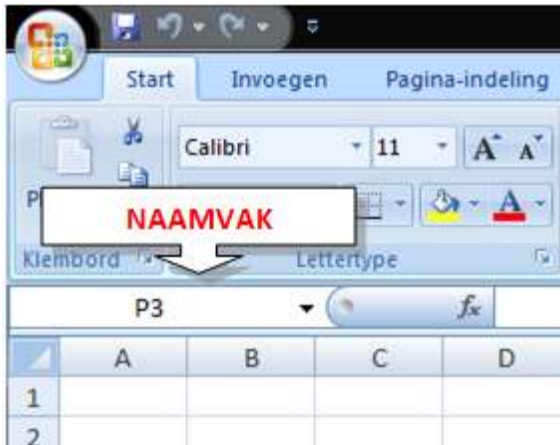 Start Invoegen Pagina-indeling
Calibri 11 A A
NAAMVAK
A
Klembord Lettertype
P3 fx
A B C D
1
2